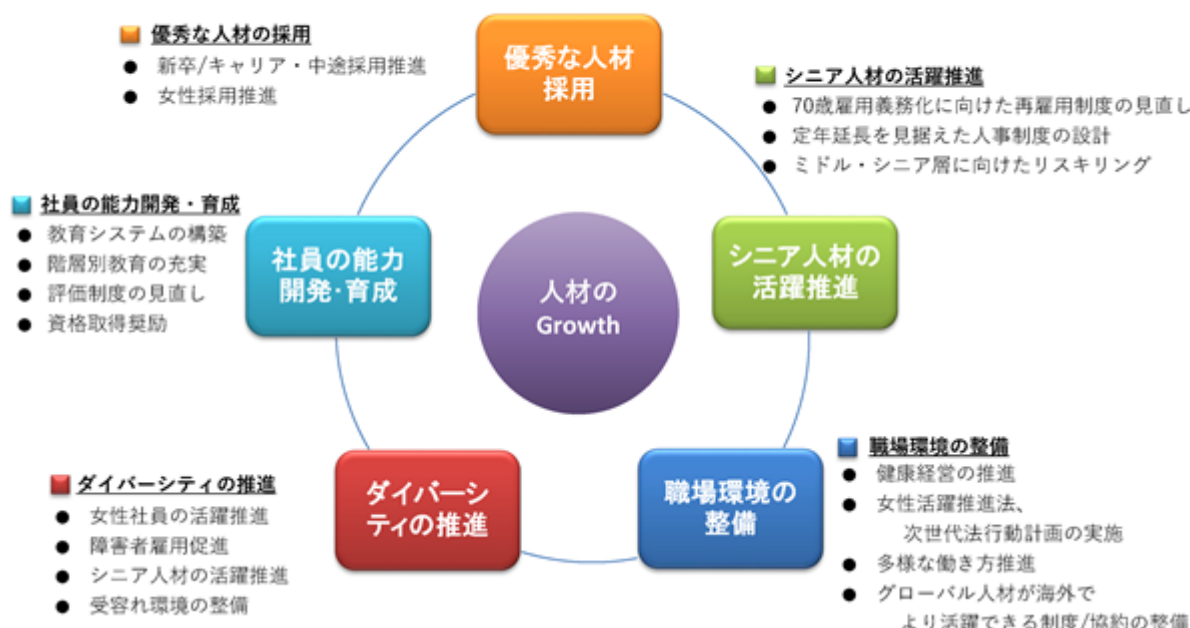 優秀な人材の採用
新卒/キャリア・中途採用推進
女性採用推進
優秀な人材
採用
シニア人材の活躍推進
70歳雇用義務化に向けた再雇用制度の見直し
定年延長を見据えた人事制度の設計
ミドル・シニア層に向けたリスキリング
社員の能力開発・育成
教育システムの構築
階層別教育の充実
評価制度の見直し
資格取得奨励
社員の能力
開発・育成
人材の
Growth
シニア人材の
活躍推進
ダイバーシティの推進
女性社員の活躍推進
障害者雇用促進
シニア人材の活躍推進
受容れ環境の整備
ダイバーシ
ティの推進
職場環境の
整備
職場環境の整備
健康経営の推進
女性活躍推進法、
次世代法行動計画の実施
多様な働き方推進
グローバル人材が海外で
より活躍できる制度/協約の整備